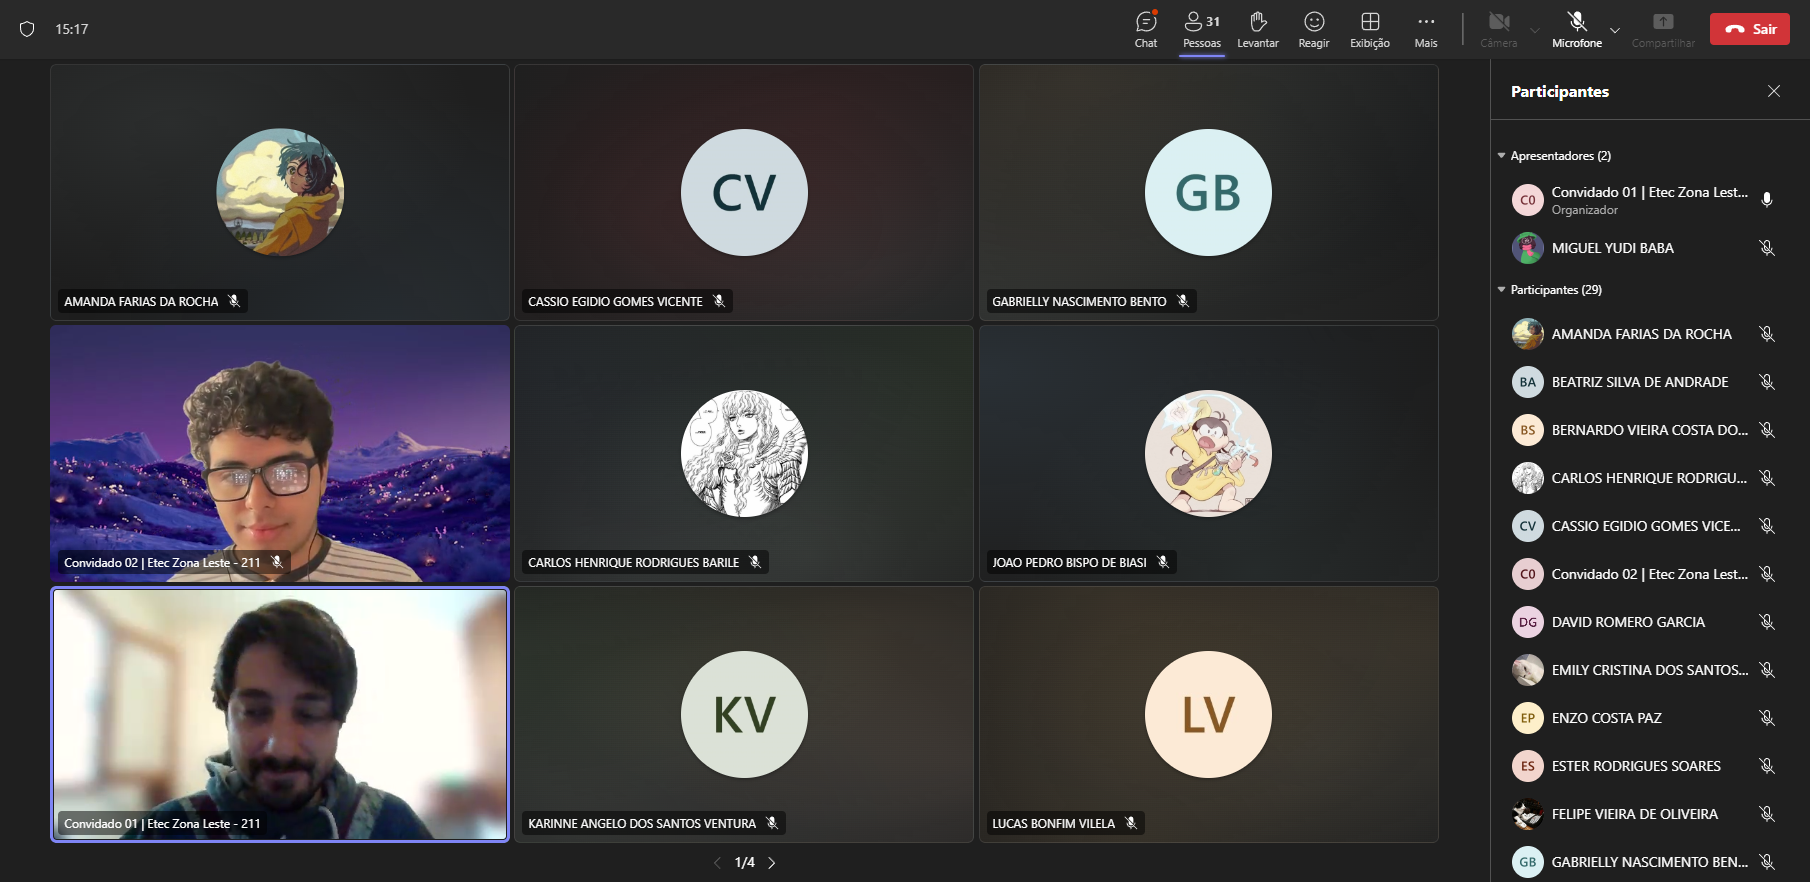 15:17
Chat
31
Pessoas
Levantar
Reagir
Exibição
Mais
Câmera
Microfone
Compartilhar
Sair
AMANDA FARIAS DA ROCHA
CV
CASSIO EGIDIO GOMES VICENTE
GB
GABRIELLY NASCIMENTO BENTO
Convidado 02 | Etec Zona Leste - 211
CARLOS HENRIQUE RODRIGUES BARILE
JOAO PEDRO BISPO DE BIASI
Convidado 01 | Etec Zona Leste - 211
KV
KARINNE ANGELO DOS SANTOS VENTURA
LV
LUCAS BONFIM VILELA
1/4
Participantes
Apresentadores (2)
C0
Convidado 01 | Etec Zona Lest...
Organizador
MIGUEL YUDI BABA
Participantes (29)
AMANDA FARIAS DA ROCHA
BA
BEATRIZ SILVA DE ANDRADE
BS
BERNARDO VIEIRA COSTA DO...
CARLOS HENRIQUE RODRIGU...
CV
CASSIO EGIDIO GOMES VICE...
C0
Convidado 02 | Etec Zona Lest...
DG
DAVID ROMERO GARCIA
EMILY CRISTINA DOS SANTOS...
EP
ENZO COSTA PAZ
ES
ESTER RODRIGUES SOARES
FELIPE VIEIRA DE OLIVEIRA
GB
GABRIELLY NASCIMENTO BEN...